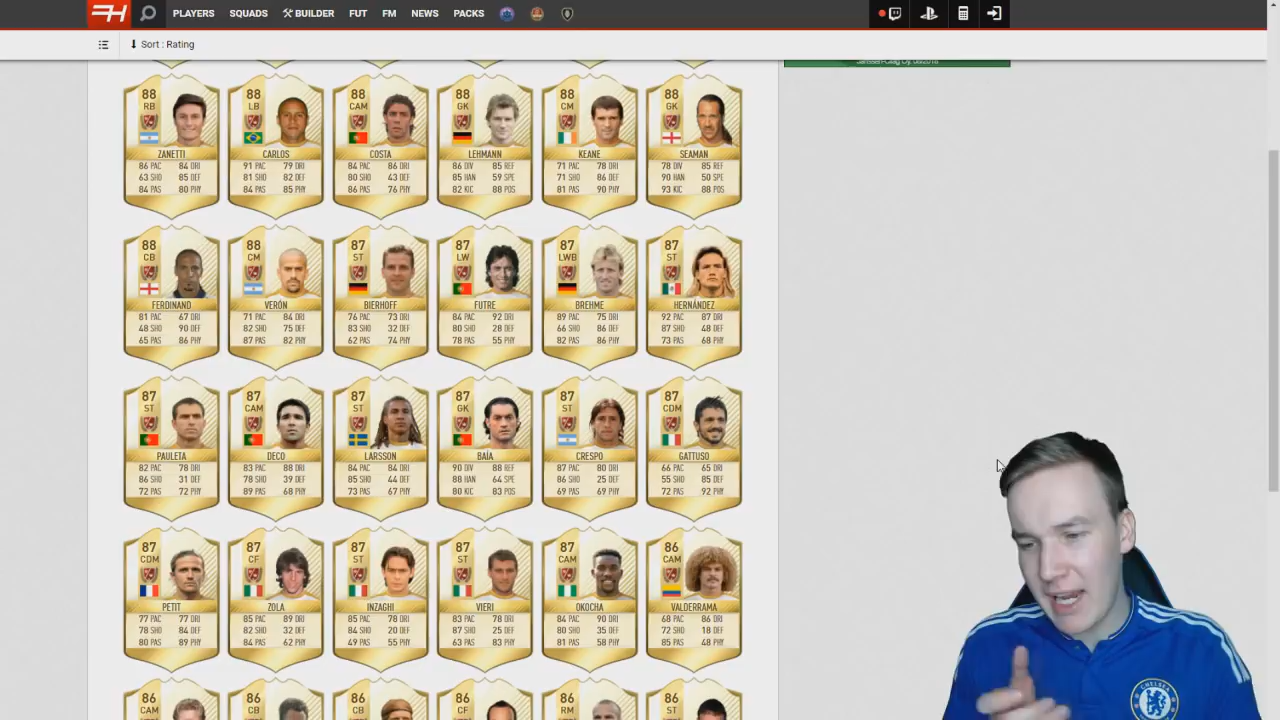 PLAYERS SQUADS BUILDER FUT FM NEWS PACKS
Sort : Rating
88 RB ZANETTI 86 PAC 84 DRI 63 SHO 85 DEF 84 PAS 80 PHY
88 LB CARLOS 91 PAC 79 DRI 81 SHO 82 DEF 84 PAS 85 PHY
88 CAM COSTA 84 PAC 86 DRI 80 SHO 43 DEF 86 PAS 76 PHY
88 GK LEHMANN 86 DIV 85 REF 85 HAN 59 SPE 82 KIC 88 POS
88 CM KEANE 71 PAC 78 DRI 71 SHO 86 DEF 81 PAS 90 PHY
88 GK SEAMAN 78 DIV 85 REF 90 HAN 50 SPE 93 KIC 88 POS
88 CB FERDINAND 81 PAC 67 DRI 48 SHO 90 DEF 65 PAS 86 PHY
88 CM VERÓN 71 PAC 84 DRI 82 SHO 75 DEF 87 PAS 82 PHY
87 ST BIERHOFF 76 PAC 73 DRI 83 SHO 32 DEF 62 PAS 74 PHY
87 LW FUTRE 84 PAC 92 DRI 80 SHO 28 DEF 78 PAS 55 PHY
87 LWB BREHME 89 PAC 75 DRI 66 SHO 86 DEF 82 PAS 86 PHY
87 ST HERNÁNDEZ 92 PAC 87 DRI 87 SHO 48 DEF 73 PAS 68 PHY
87 ST PAULETA 82 PAC 78 DRI 86 SHO 31 DEF 72 PAS 72 PHY
87 CAM DECO 83 PAC 88 DRI 78 SHO 39 DEF 89 PAS 68 PHY
87 ST LARSSON 84 PAC 84 DRI 85 SHO 44 DEF 73 PAS 67 PHY
87 GK BAÍA 90 DIV 88 REF 88 HAN 64 SPE 80 KIC 83 POS
87 ST CRESPO 87 PAC 80 DRI 86 SHO 25 DEF 69 PAS 69 PHY
87 CDM GATTUSO 66 PAC 65 DRI 55 SHO 85 DEF 72 PAS 92 PHY
87 CDM PETIT 77 PAC 77 DRI 78 SHO 84 DEF 80 PAS 89 PHY
87 CF ZOLA 85 PAC 89 DRI 82 SHO 32 DEF 84 PAS 62 PHY
87 ST INZAGHI 85 PAC 78 DRI 84 SHO 20 DEF 49 PAS 55 PHY
87 ST VIERI 83 PAC 78 DRI 87 SHO 25 DEF 63 PAS 83 PHY
87 CAM OKOCHA 84 PAC 90 DRI 80 SHO 35 DEF 81 PAS 58 PHY
86 CAM VALDERRAMA 68 PAC 86 DRI 72 SHO 18 DEF 85 PAS 48 PHY
86 CAM
86 CB
86
86 CF
86 RM
86 ST
CHELSEA